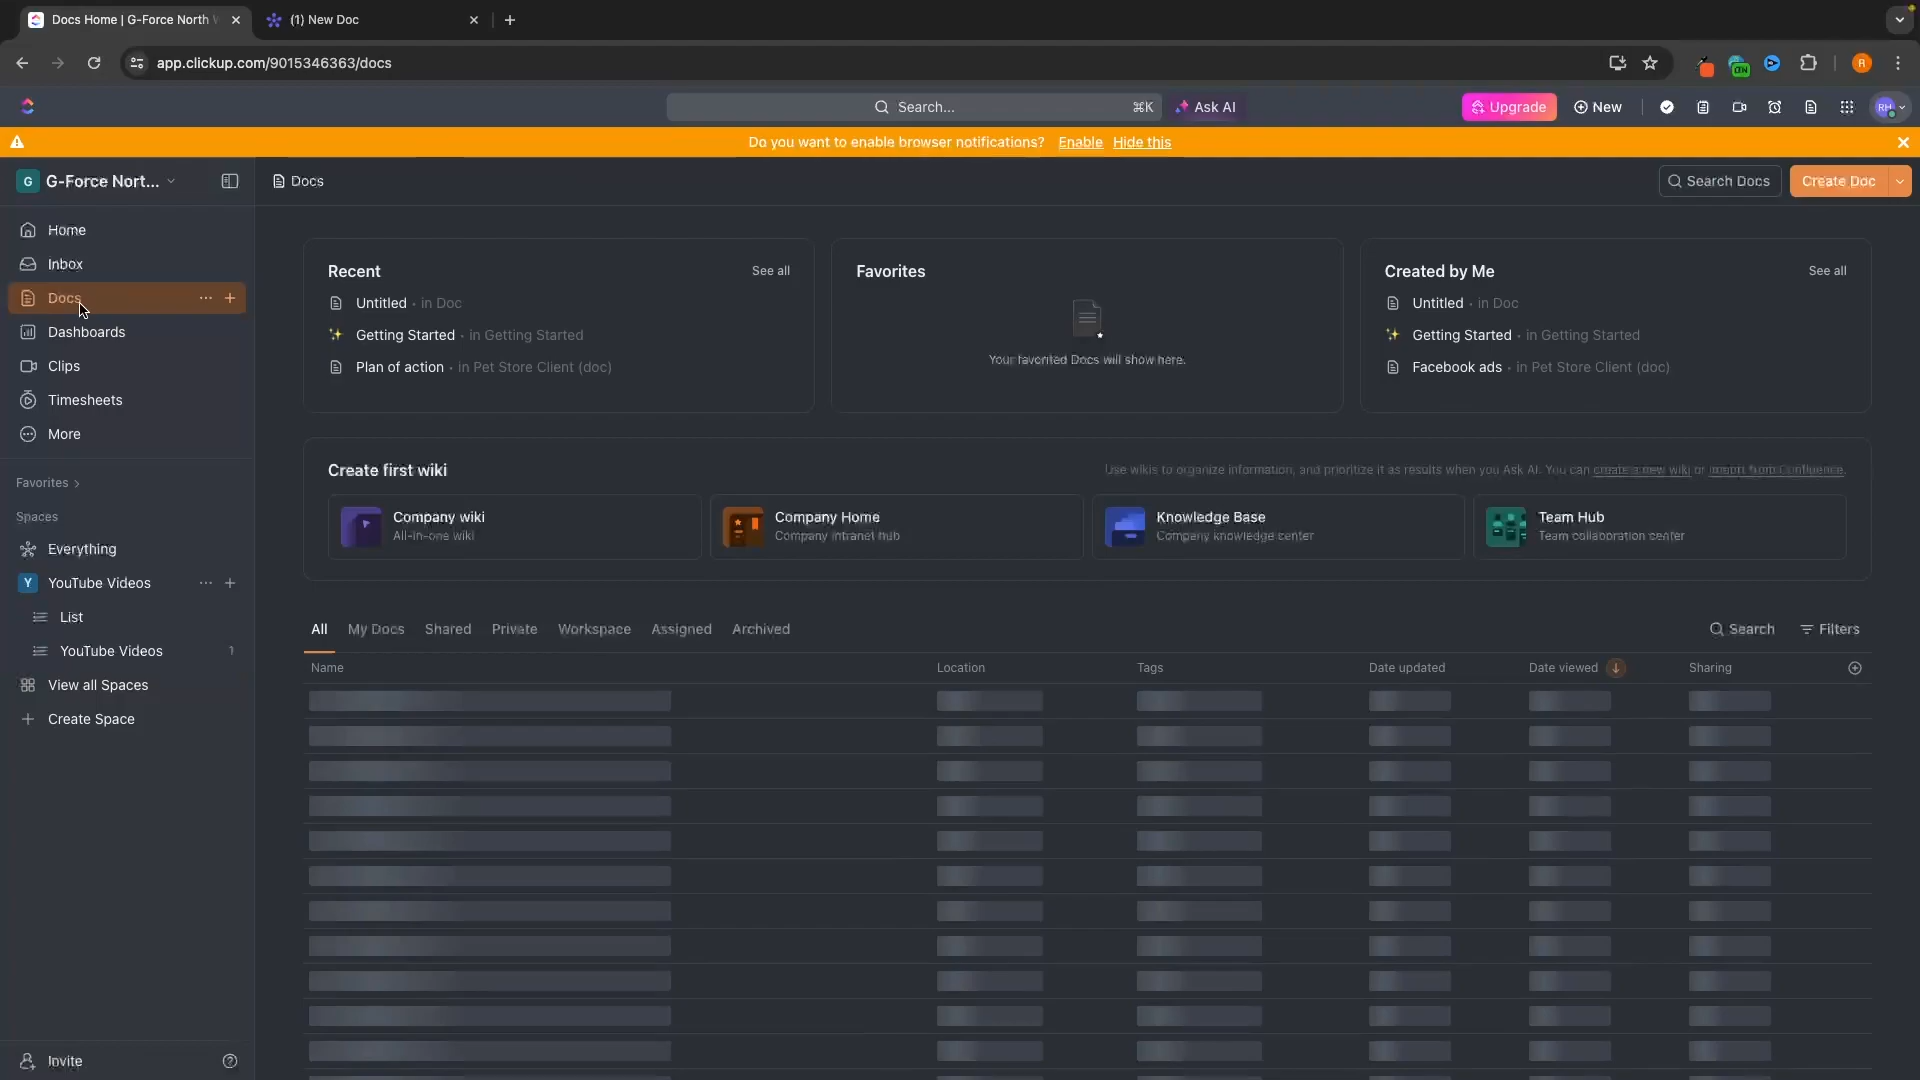 Docs Home | G-Force North
(1) New Doc
app.clickup.com/9015346363/docs
Search...
⌘K
Ask AI
Upgrade
New
RH
R
Do you want to enable browser notifications? Enable Hide this
G
G-Force Nort...
Docs
Search Docs
Create Doc
Home
Inbox
Docs
Dashboards
Clips
Timesheets
More
Favorites
Spaces
Everything
Y YouTube Videos
List
YouTube Videos 1
View all Spaces
Create Space
Invite
Recent
See all
Untitled · in Doc
Getting Started · in Getting Started
Plan of action · in Pet Store Client (doc)
Favorites
Your favorited Docs will show here.
Created by Me
See all
Untitled · in Doc
Getting Started · in Getting Started
Facebook ads · in Pet Store Client (doc)
Create first wiki
Use wikis to organize information, and prioritize it as results when you Ask AI. You can create a new wiki or import from Confluence.
Company wiki
All-in-one wiki
Company Home
Company intranet hub
Knowledge Base
Company knowledge center
Team Hub
Team collaboration center
All My Docs Shared Private Workspace Assigned Archived
Search
Filters
Name Location Tags Date updated Date viewed Sharing